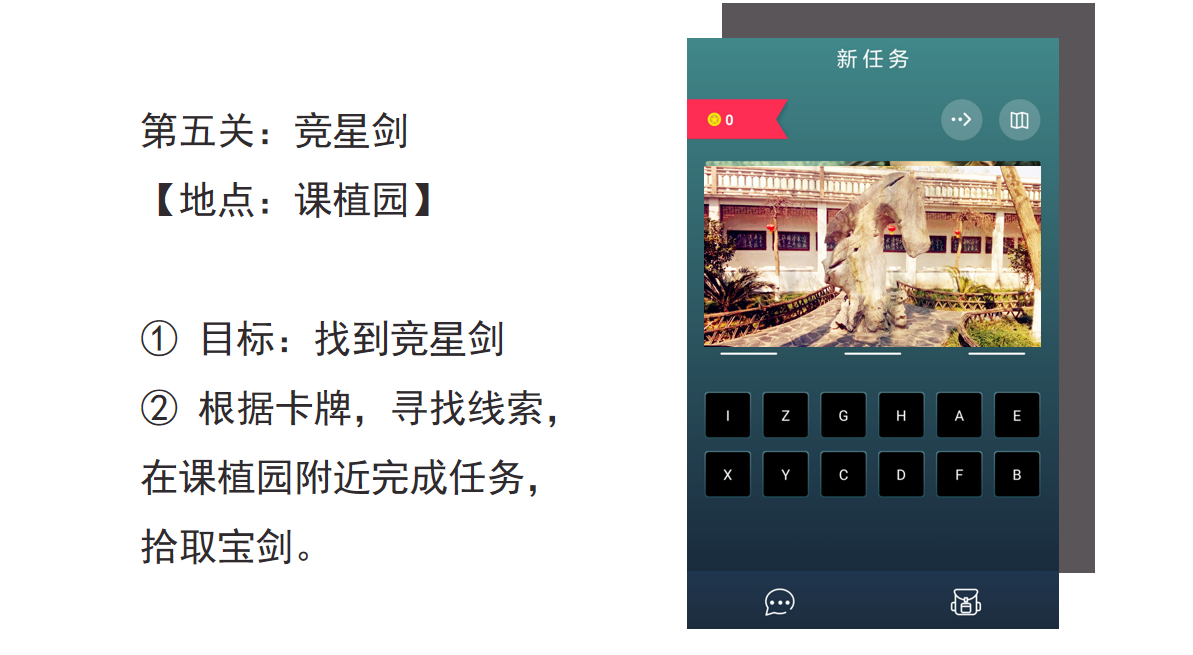 第五关：竞星剑
【地点：课植园】
① 目标：找到竞星剑
② 根据卡牌，寻找线索，
在课植园附近完成任务，
拾取宝剑。
新任务
0
I Z G H A E
X Y C D F B